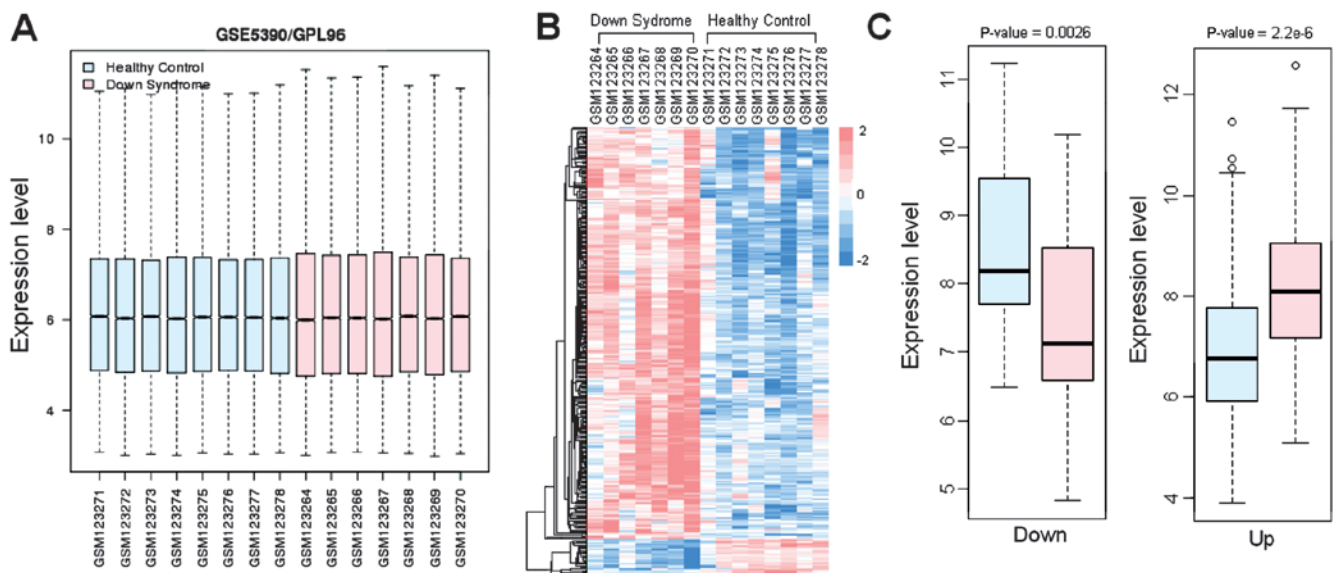 A
GSE5390/GPL96
Healthy Control
Down Syndrome
Expression level
10
8
6
4
GSM123271
GSM123272
GSM123273
GSM123274
GSM123275
GSM123276
GSM123277
GSM123278
GSM123264
GSM123265
GSM123266
GSM123267
GSM123268
GSM123269
GSM123270
B
Down Sydrome
Healthy Control
GSM123264
GSM123265
GSM123266
GSM123267
GSM123268
GSM123269
GSM123270
GSM123271
GSM123272
GSM123273
GSM123274
GSM123275
GSM123276
GSM123277
GSM123278
2
0
-2
C
P-value = 0.0026
Expression level
11
10
9
8
7
6
5
Down
P-value = 2.2e-6
Expression level
12
10
8
6
4
Up